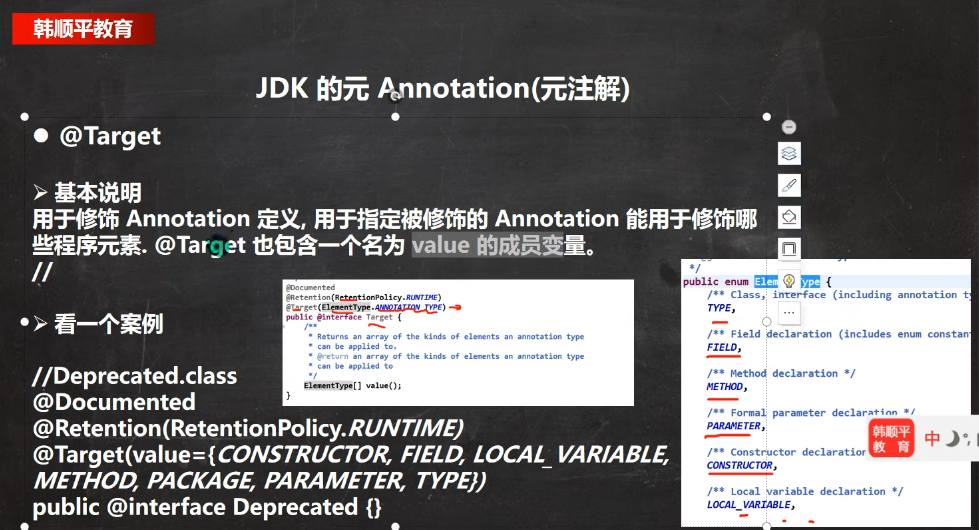 韩顺平教育
JDK 的元 Annotation(元注解)
● @Target
➢ 基本说明
用于修饰 Annotation 定义, 用于指定被修饰的 Annotation 能用于修饰哪
些程序元素. @Target 也包含一个名为 value 的成员变量。
//
➢ 看一个案例
//Deprecated.class
@Documented
@Retention(RetentionPolicy.RUNTIME)
@Target(value={CONSTRUCTOR, FIELD, LOCAL_VARIABLE,
METHOD, PACKAGE, PARAMETER, TYPE})
public @interface Deprecated {}
@Documented
@Retention(RetentionPolicy.RUNTIME)
@Target(ElementType.ANNOTATION_TYPE)
public @interface Target {
/**
* Returns an array of the kinds of elements an annotation type
* can be applied to.
* @return an array of the kinds of elements an annotation type
* can be applied to
*/
ElementType[] value();
}
*/
public enum ElementType {
/** Class, interface (including annotation ty
TYPE,
/** Field declaration (includes enum constan
FIELD,
/** Method declaration */
METHOD,
/** Formal parameter declaration */
PARAMETER,
/** Constructor declaration
CONSTRUCTOR,
/** Local variable declaration */
LOCAL_VARIABLE,
韩顺平
教 育
中